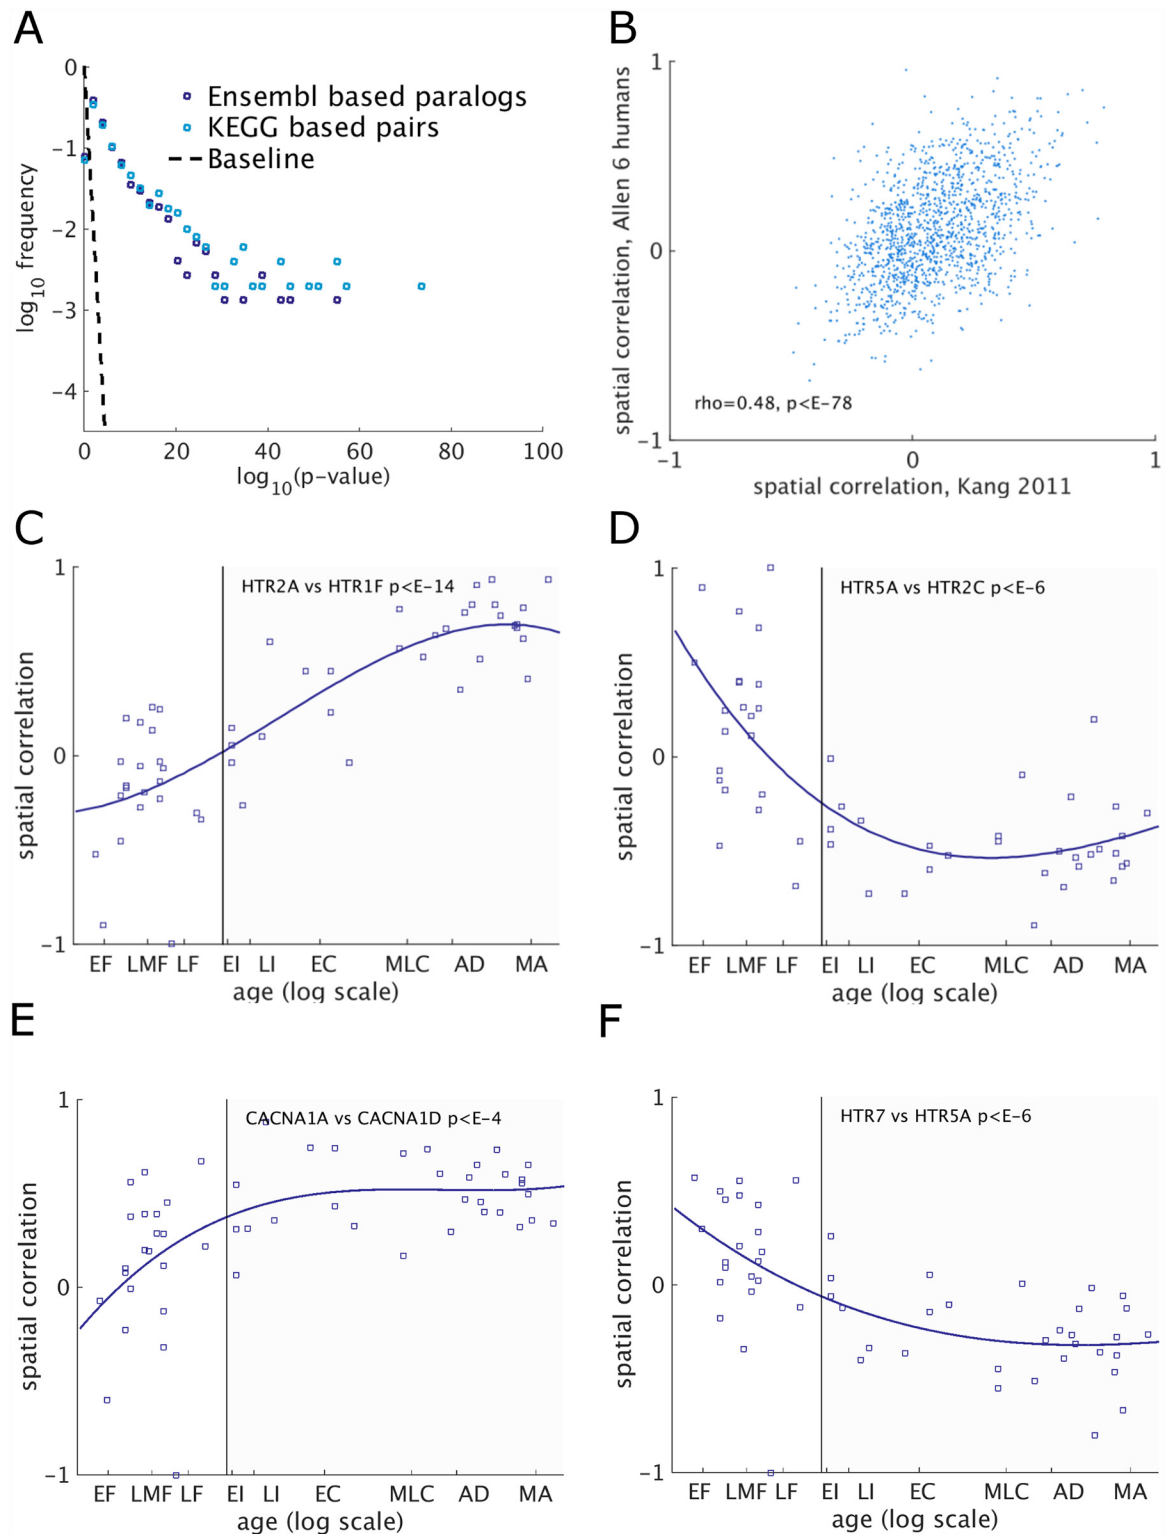 A
0
-1
-2
-3
-4
log10 frequency
Ensembl based paralogs
KEGG based pairs
Baseline
0 20 40 60 80 100
log10(p-value)
B
1
0
-1
spatial correlation, Allen 6 humans
rho=0.48, p<E-78
-1 0 1
spatial correlation, Kang 2011
C
1
0
-1
spatial correlation
HTR2A vs HTR1F p<E-14
EF LMF LF EI LI EC MLC AD MA
age (log scale)
D
1
0
-1
spatial correlation
HTR5A vs HTR2C p<E-6
EF LMF LF EI LI EC MLC AD MA
age (log scale)
E
1
0
-1
spatial correlation
CACNA1A vs CACNA1D p<E-4
EF LMF LF EI LI EC MLC AD MA
age (log scale)
F
1
0
-1
spatial correlation
HTR7 vs HTR5A p<E-6
EF LMF LF EI LI EC MLC AD MA
age (log scale)